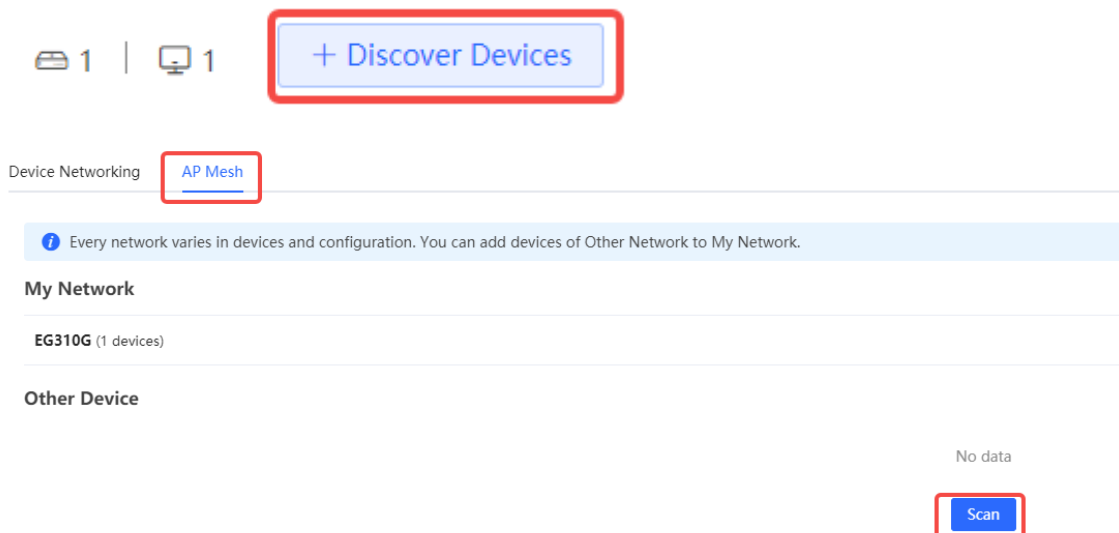 1 | 1 + Discover Devices
Device Networking AP Mesh
Every network varies in devices and configuration. You can add devices of Other Network to My Network.
My Network
EG310G (1 devices)
Other Device
No data
Scan